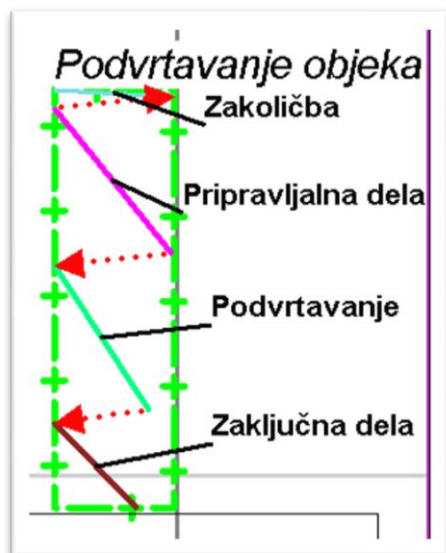 Podvrtavanje objeka
Zakoličba
Pripravljalna dela
Podvrtavanje
Zaključna dela